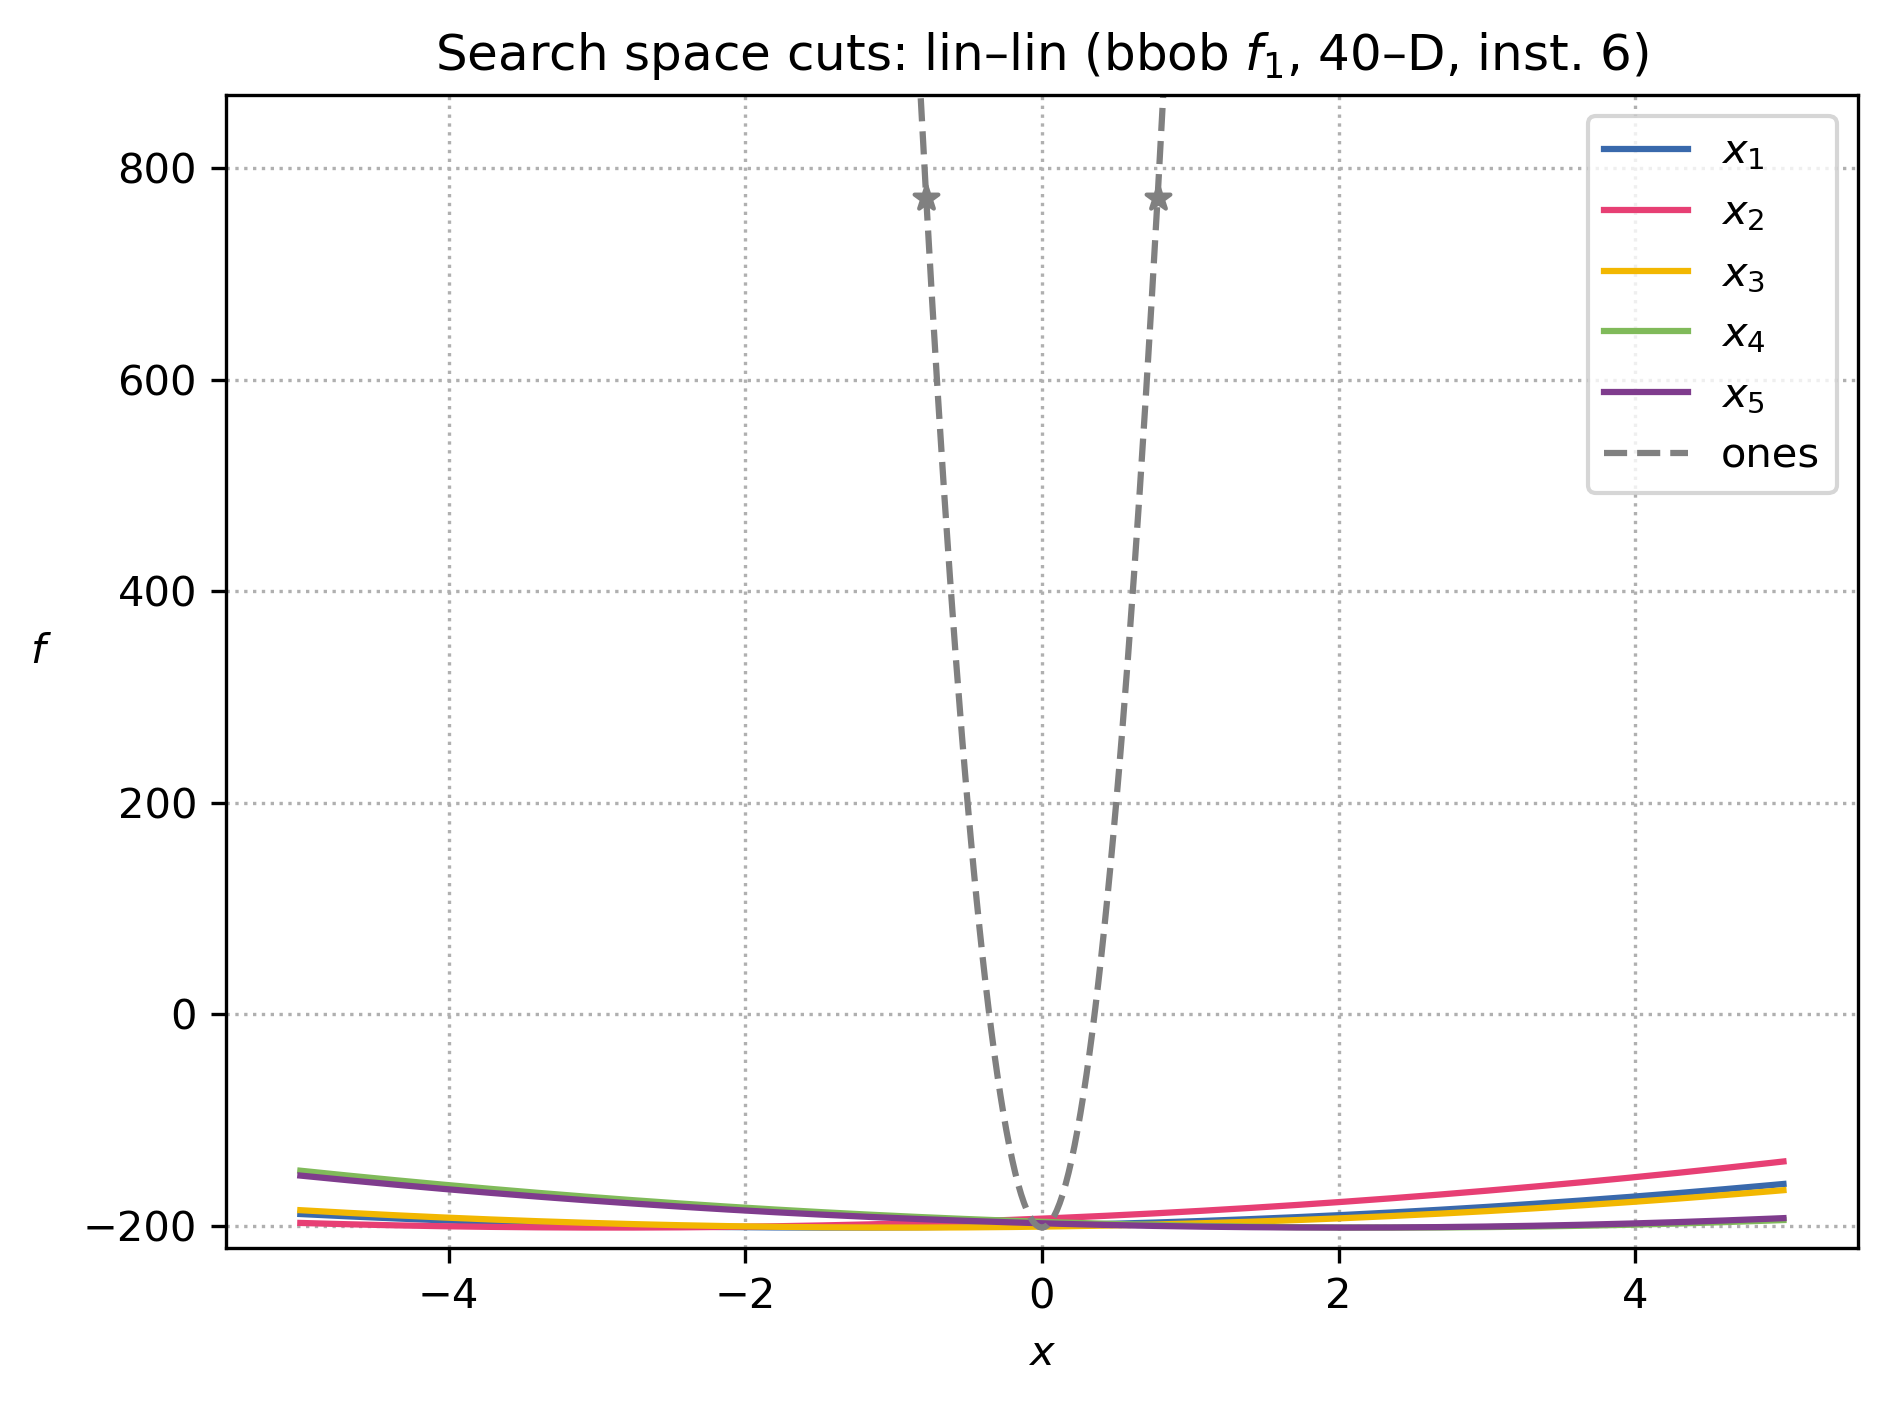 Search space cuts: lin–lin (bbob f₁, 40–D, inst. 6)
x₁
x₂
x₃
x₄
x₅
ones
800
600
400
200
0
−200
f
−4
−2
0
2
4
x